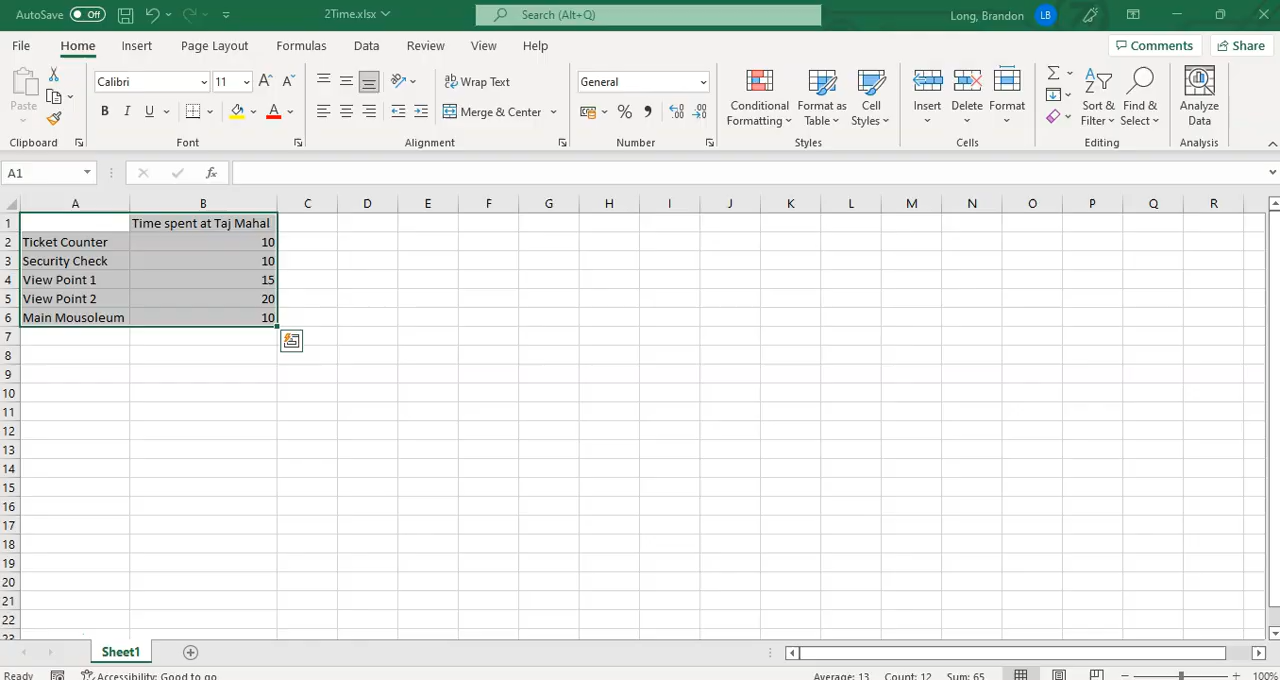 AutoSave Off 2Time.xlsx Search (Alt+Q) Long, Brandon LB
File Home Insert Page Layout Formulas Data Review View Help Comments Share
Paste Calibri 11 A A Wrap Text General Conditional Formatting Format as Table Cell Styles Insert Delete Format Sort & Filter Find & Select Analyze Data
B I U A Merge & Center % ,
Clipboard Font Alignment Number Styles Cells Editing Analysis
A1 fx
A B C D E F G H I J K L M N O P Q R
1 Time spent at Taj Mahal
2 Ticket Counter 10
3 Security Check 10
4 View Point 1 15
5 View Point 2 20
6 Main Mousoleum 10
7
8
9
10
11
12
13
14
15
16
17
18
19
20
21
22
23
Sheet1
Ready Accessibility: Good to go Average: 13 Count: 12 Sum: 65 100%